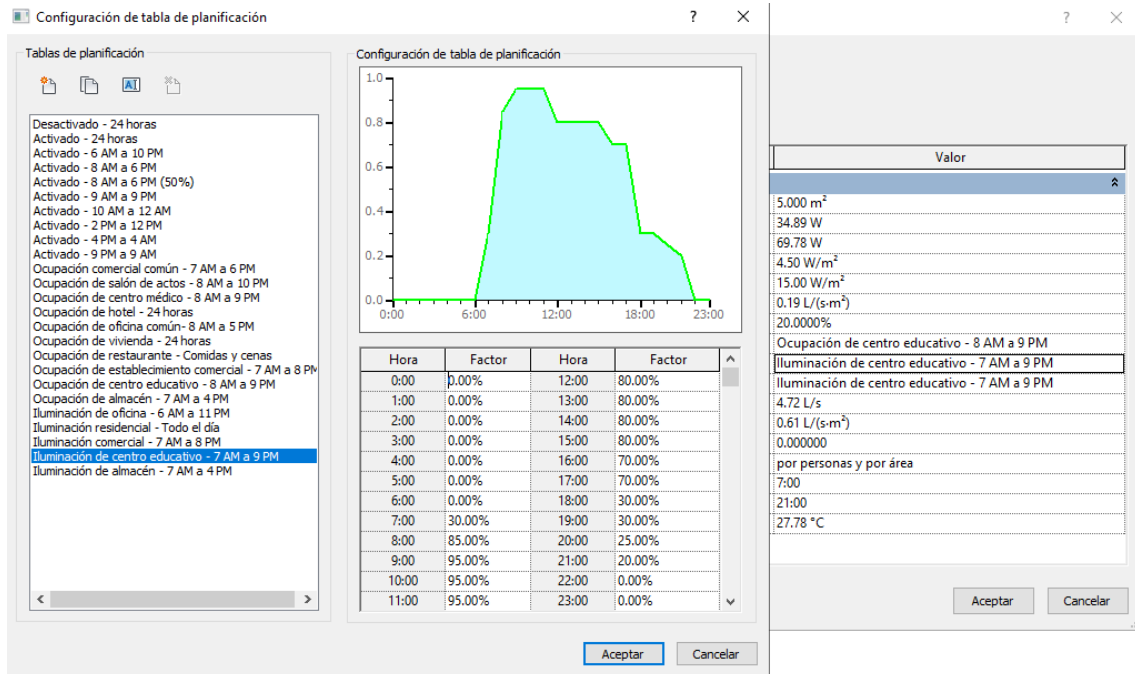 Configuración de tabla de planificación
?
Tablas de planificación
Desactivado - 24 horas
Activado - 24 horas
Activado - 6 AM a 10 PM
Activado - 8 AM a 6 PM
Activado - 8 AM a 6 PM (50%)
Activado - 9 AM a 9 PM
Activado - 10 AM a 12 AM
Activado - 2 PM a 12 PM
Activado - 4 PM a 4 AM
Activado - 9 PM a 9 AM
Ocupación comercial común - 7 AM a 6 PM
Ocupación de salón de actos - 8 AM a 10 PM
Ocupación de centro médico - 8 AM a 9 PM
Ocupación de hotel - 24 horas
Ocupación de oficina común- 8 AM a 5 PM
Ocupación de vivienda - 24 horas
Ocupación de restaurante - Comidas y cenas
Ocupación de establecimiento comercial - 7 AM a 8 PM
Ocupación de centro educativo - 8 AM a 9 PM
Ocupación de almacén - 7 AM a 4 PM
Iluminación de oficina - 6 AM a 11 PM
Iluminación residencial - Todo el día
Iluminación comercial - 7 AM a 8 PM
Iluminación de centro educativo - 7 AM a 9 PM
Iluminación de almacén - 7 AM a 4 PM
Configuración de tabla de planificación
1.0
0.8
0.6
0.4
0.2
0.0
0:00 6:00 12:00 18:00 23:00
Hora Factor Hora Factor
0:00 0.00% 12:00 80.00%
1:00 0.00% 13:00 80.00%
2:00 0.00% 14:00 80.00%
3:00 0.00% 15:00 80.00%
4:00 0.00% 16:00 70.00%
5:00 0.00% 17:00 70.00%
6:00 0.00% 18:00 30.00%
7:00 30.00% 19:00 30.00%
8:00 85.00% 20:00 25.00%
9:00 95.00% 21:00 20.00%
10:00 95.00% 22:00 0.00%
11:00 95.00% 23:00 0.00%
Aceptar Cancelar
?
Valor
5.000 m²
34.89 W
69.78 W
4.50 W/m²
15.00 W/m²
0.19 L/(s·m²)
20.0000%
Ocupación de centro educativo - 8 AM a 9 PM
Iluminación de centro educativo - 7 AM a 9 PM
Iluminación de centro educativo - 7 AM a 9 PM
4.72 L/s
0.61 L/(s·m²)
0.000000
por personas y por área
7:00
21:00
27.78 °C
Aceptar Cancelar